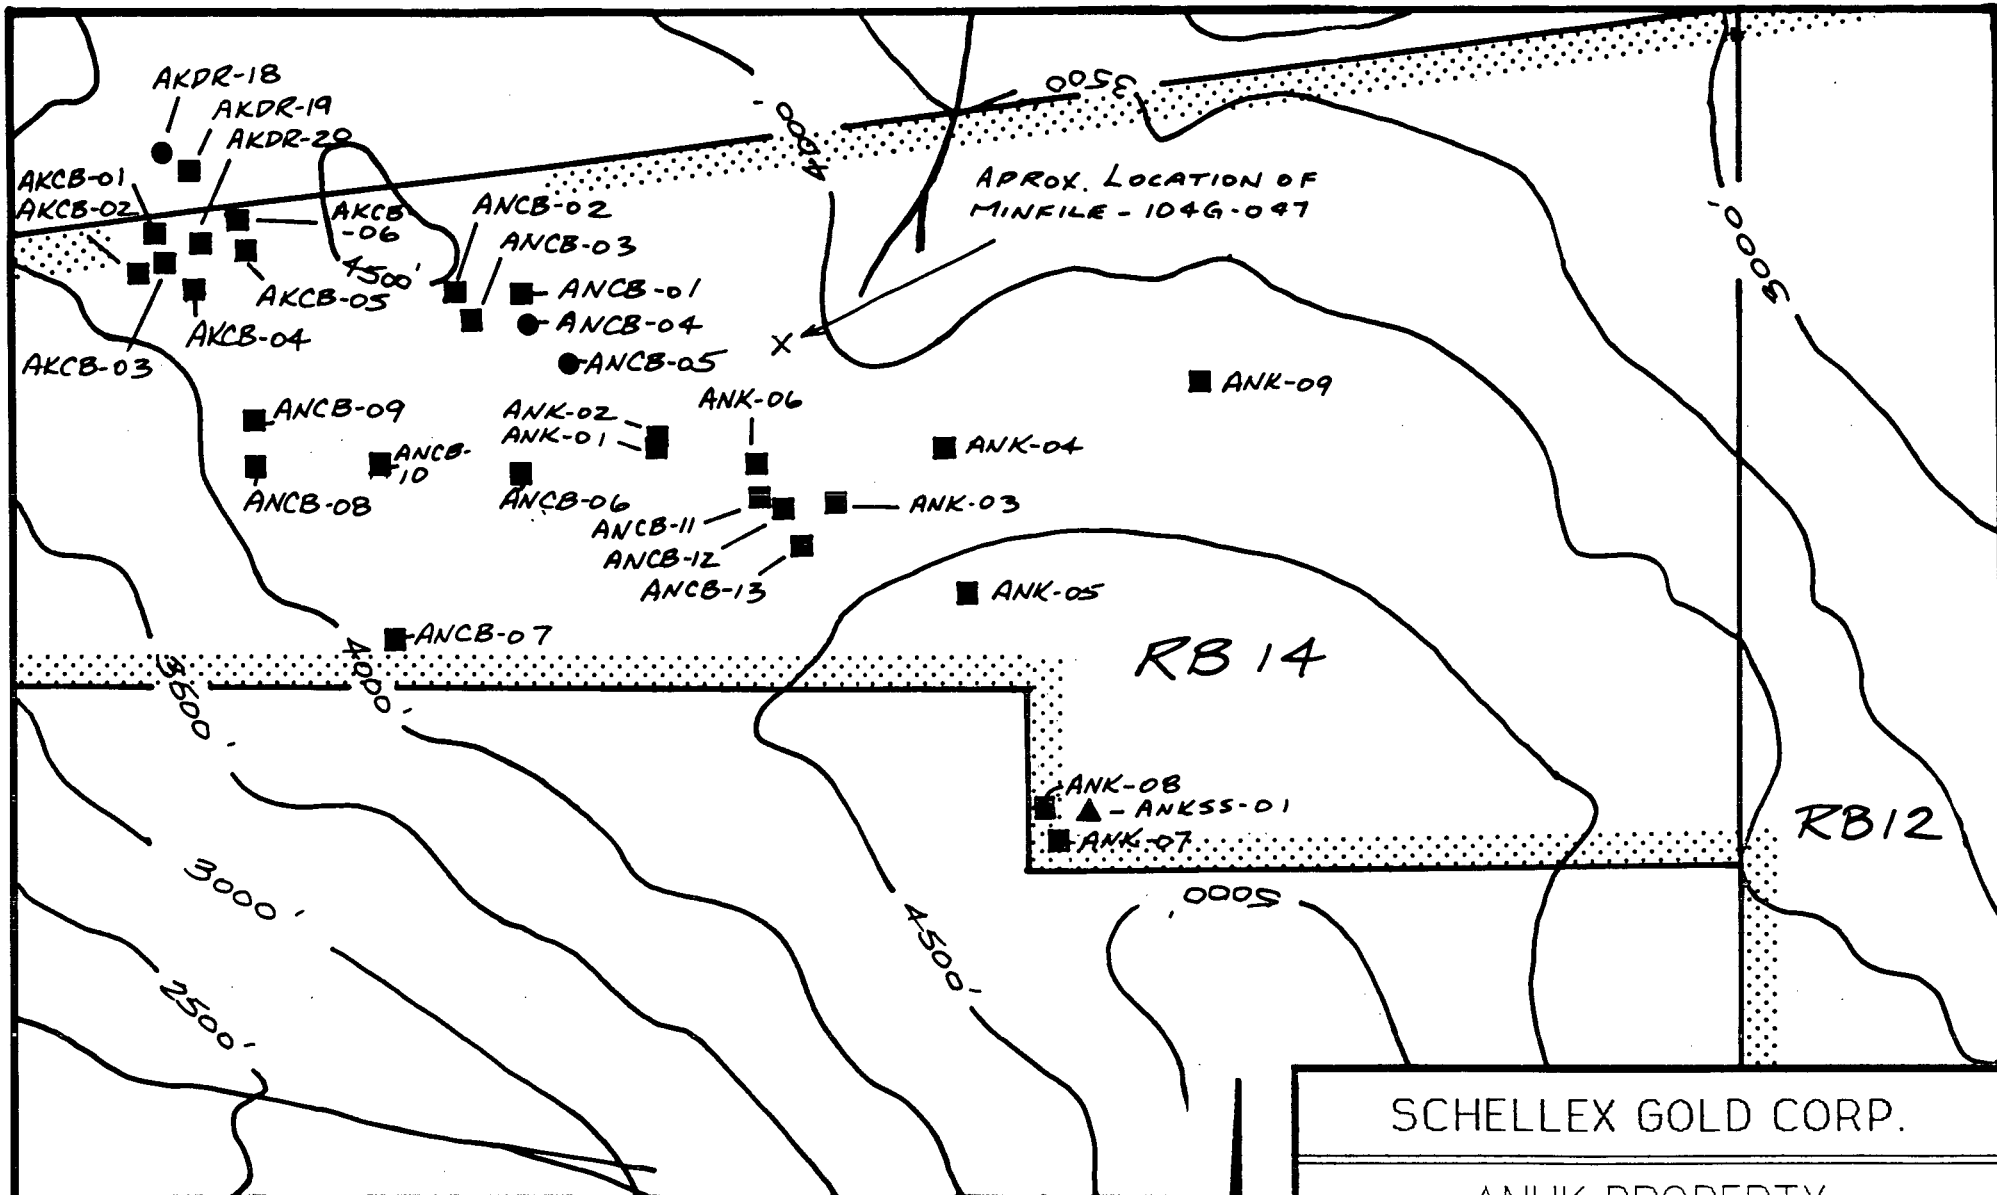 AKDR-18
AKDR-19
AKDR-20
AKCB-01
AKCB-02
AKCB-
-06
ANCB-02
ANCB-03
3500
4000'
APROX. LOCATION OF
MINFILE - 104G-047
3000'
4500'
AKCB-05
ANCB-01
ANCB-04
AKCB-04
AKCB-03
ANCB-05
X
ANK-09
ANCB-09
ANK-02
ANK-06
ANK-01
ANCB-
10
ANK-04
ANCB-08
ANCB-06
ANCB-11
ANK-03
ANCB-12
ANCB-13
ANK-05
ANCB-07
RB 14
3600'
4000'
ANK-08
ANKSS-01
ANK-07
RB12
3000'
5000'
4500'
2500'
SCHELLEX GOLD CORP.